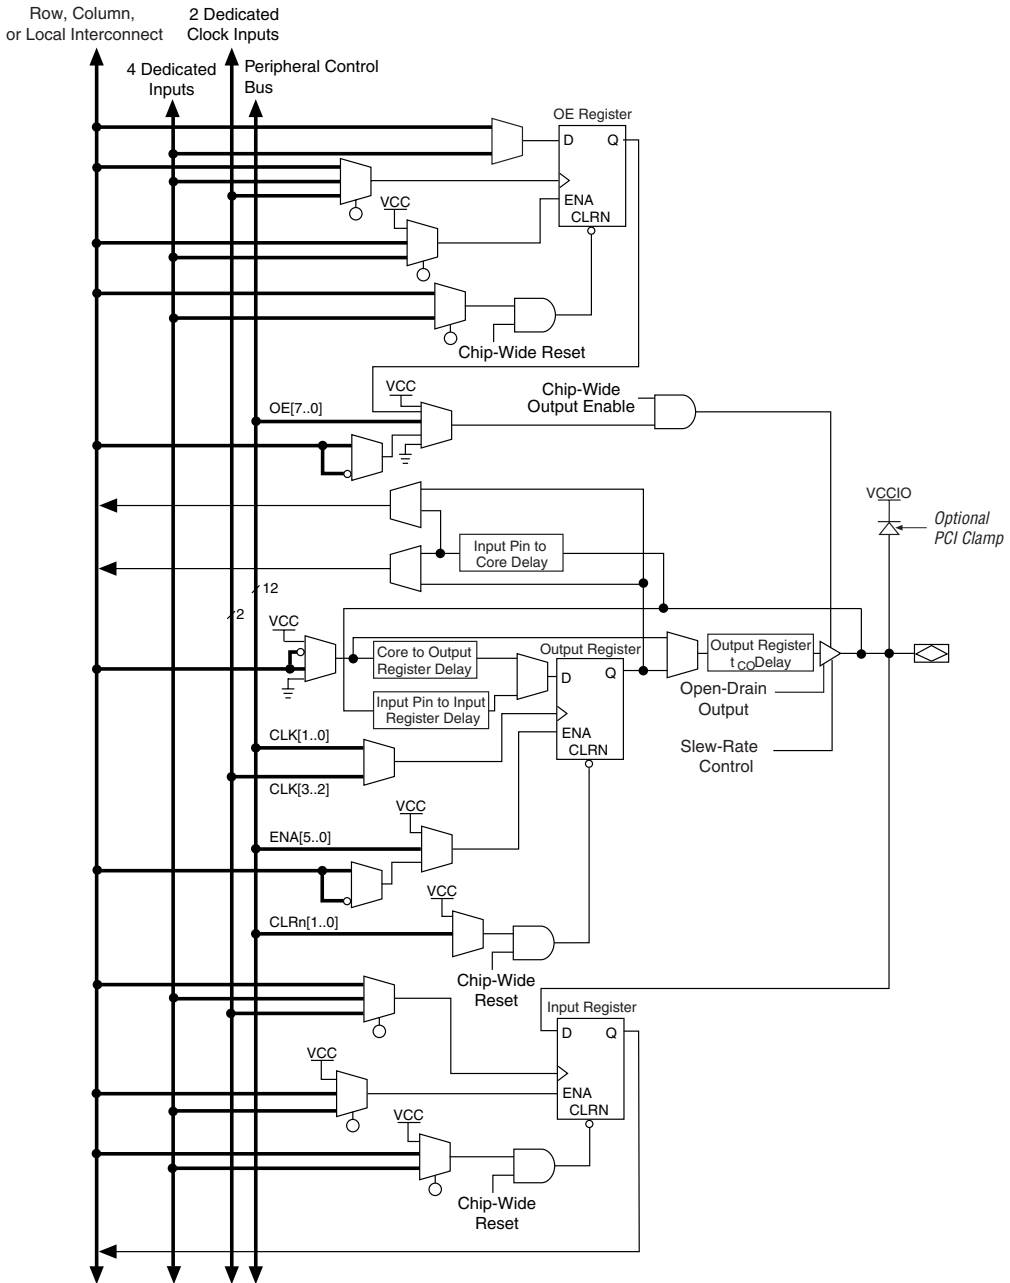 Row, Column,
or Local Interconnect
2 Dedicated
Clock Inputs
4 Dedicated
Inputs
Peripheral Control
Bus
OE Register
D Q
ENA
CLRN
VCC
Chip-Wide Reset
VCC
OE[7..0]
Chip-Wide
Output Enable
VCCIO
Optional
PCI Clamp
Input Pin to
Core Delay
12
2
VCC
Core to Output
Register Delay
Input Pin to Input
Register Delay
Output Register
D Q
ENA
CLRN
Output Register
t CO Delay
Open-Drain
Output
Slew-Rate
Control
CLK[1..0]
CLK[3..2]
VCC
ENA[5..0]
VCC
CLRn[1..0]
Chip-Wide
Reset
Input Register
D Q
ENA
CLRN
VCC
VCC
Chip-Wide
Reset